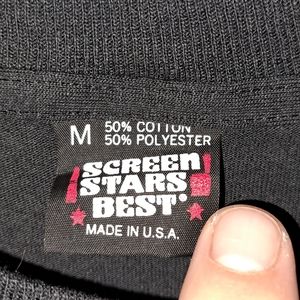 M 50% COTTON
50% POLYESTER
SCREEN
STARS
BEST®
MADE IN U.S.A.